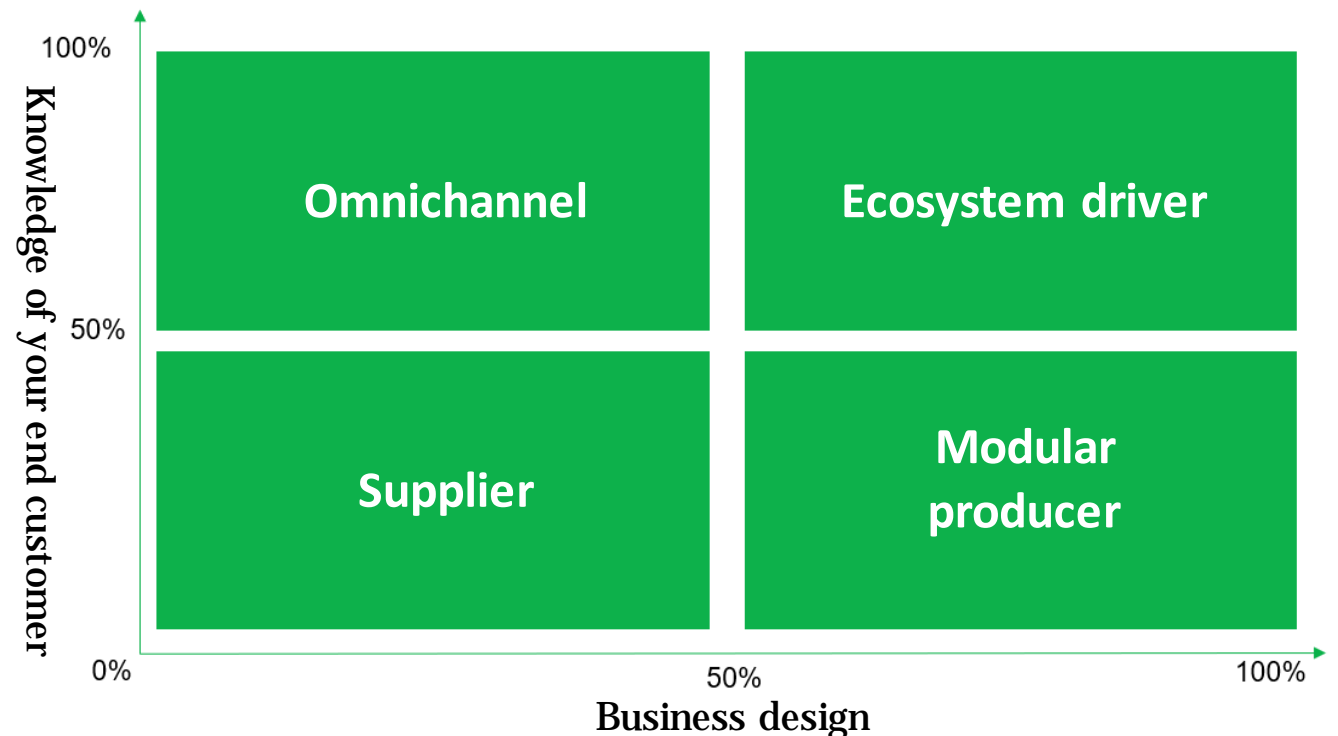 100%
Knowledge of your end customer
Omnichannel
Ecosystem driver
50%
Supplier
Modular
producer
0%
50%
100%
Business design